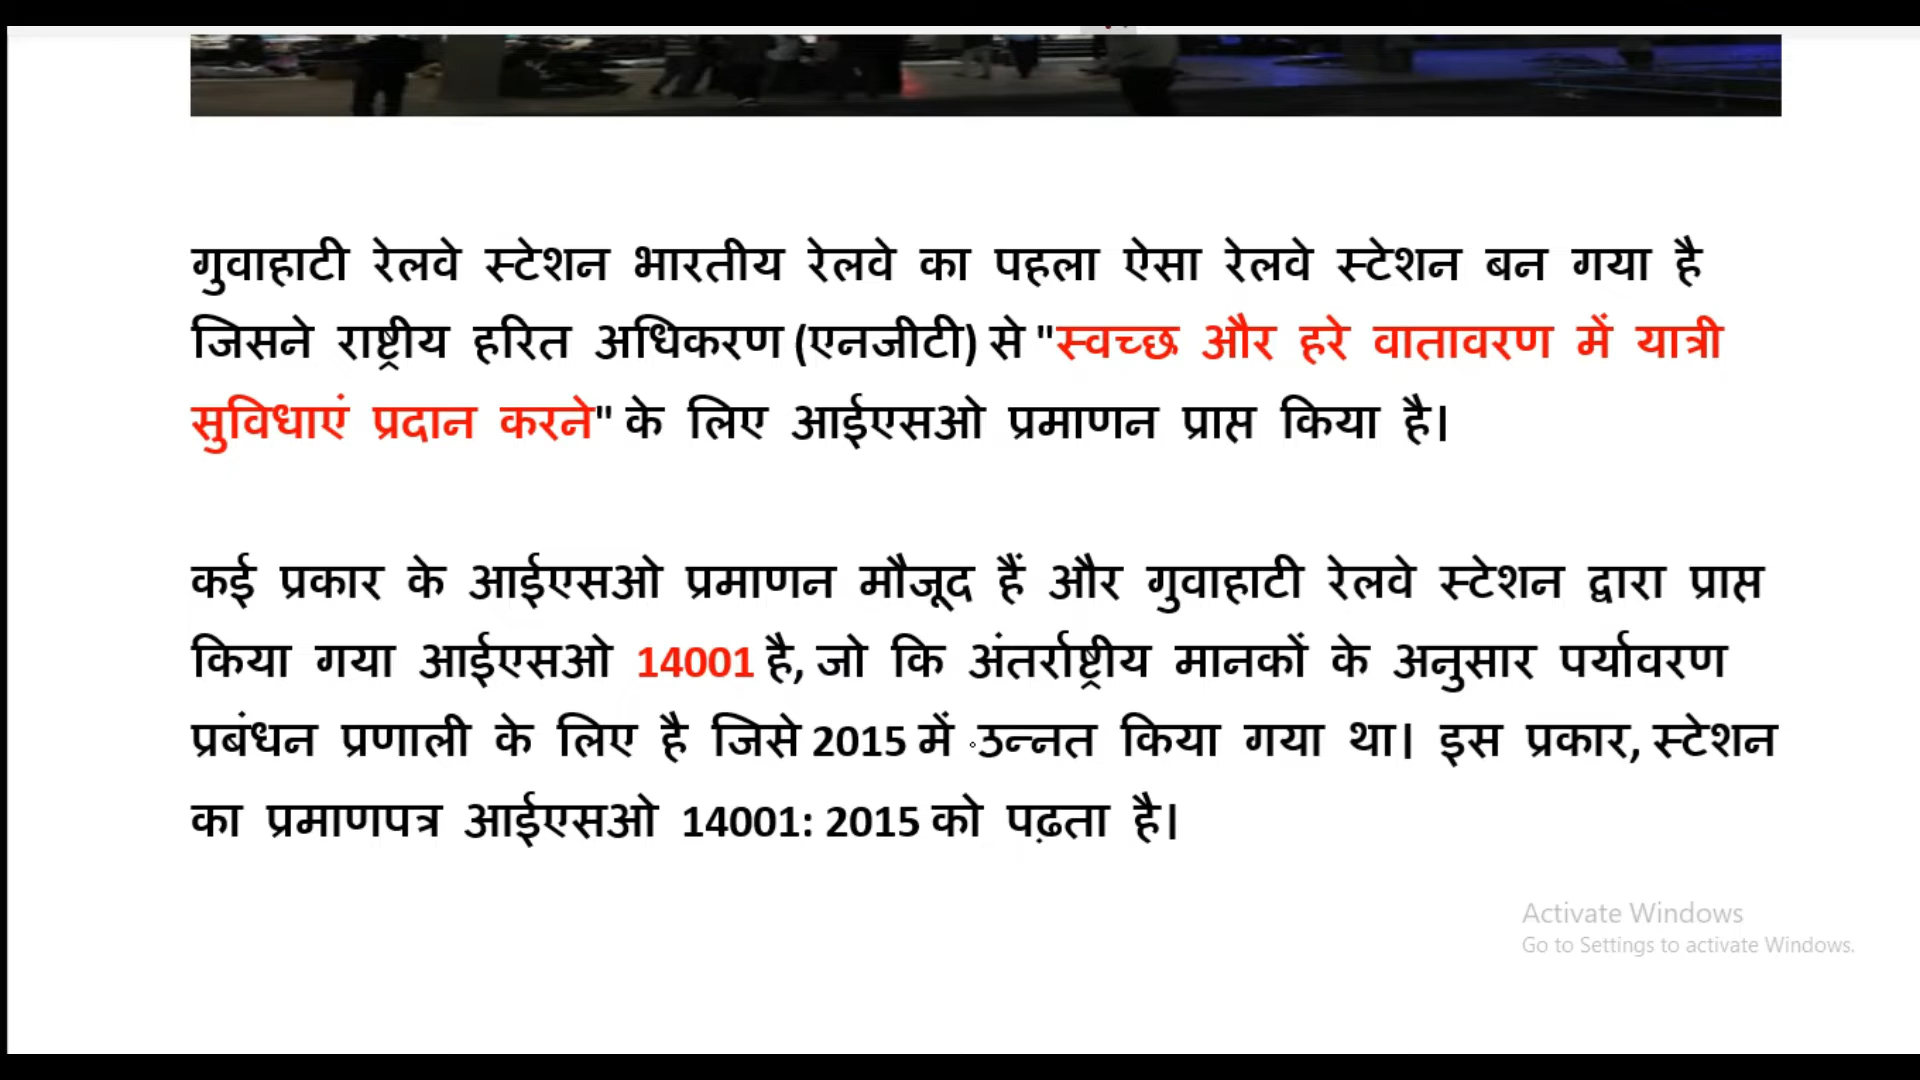 गुवाहाटी रेलवे स्टेशन भारतीय रेलवे का पहला ऐसा रेलवे स्टेशन बन गया है
जिसने राष्ट्रीय हरित अधिकरण (एनजीटी) से "स्वच्छ और हरे वातावरण में यात्री
सुविधाएं प्रदान करने" के लिए आईएसओ प्रमाणन प्राप्त किया है।
कई प्रकार के आईएसओ प्रमाणन मौजूद हैं और गुवाहाटी रेलवे स्टेशन द्वारा प्राप्त
किया गया आईएसओ 14001 है, जो कि अंतर्राष्ट्रीय मानकों के अनुसार पर्यावरण
प्रबंधन प्रणाली के लिए है जिसे 2015 में उन्नत किया गया था। इस प्रकार, स्टेशन
का प्रमाणपत्र आईएसओ 14001: 2015 को पढ़ता है।
Activate Windows
Go to Settings to activate Windows.